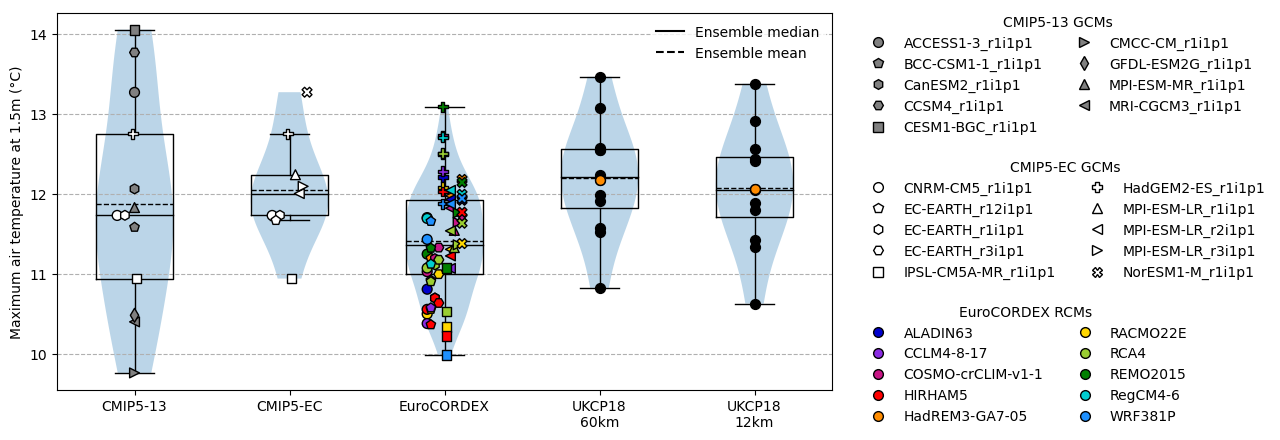 Maximum air temperature at 1.5m (°C)
14
13
12
11
10
CMIP5-13
CMIP5-EC
EuroCORDEX
UKCP18
60km
UKCP18
12km
Ensemble median
Ensemble mean
CMIP5-13 GCMs
ACCESS1-3_r1i1p1
BCC-CSM1-1_r1i1p1
CanESM2_r1i1p1
CCSM4_r1i1p1
CESM1-BGC_r1i1p1
CMCC-CM_r1i1p1
GFDL-ESM2G_r1i1p1
MPI-ESM-MR_r1i1p1
MRI-CGCM3_r1i1p1
CMIP5-EC GCMs
CNRM-CM5_r1i1p1
EC-EARTH_r12i1p1
EC-EARTH_r1i1p1
EC-EARTH_r3i1p1
IPSL-CM5A-MR_r1i1p1
HadGEM2-ES_r1i1p1
MPI-ESM-LR_r1i1p1
MPI-ESM-LR_r2i1p1
MPI-ESM-LR_r3i1p1
NorESM1-M_r1i1p1
EuroCORDEX RCMs
ALADIN63
CCLM4-8-17
COSMO-crCLIM-v1-1
HIRHAM5
HadREM3-GA7-05
RACMO22E
RCA4
REMO2015
RegCM4-6
WRF381P